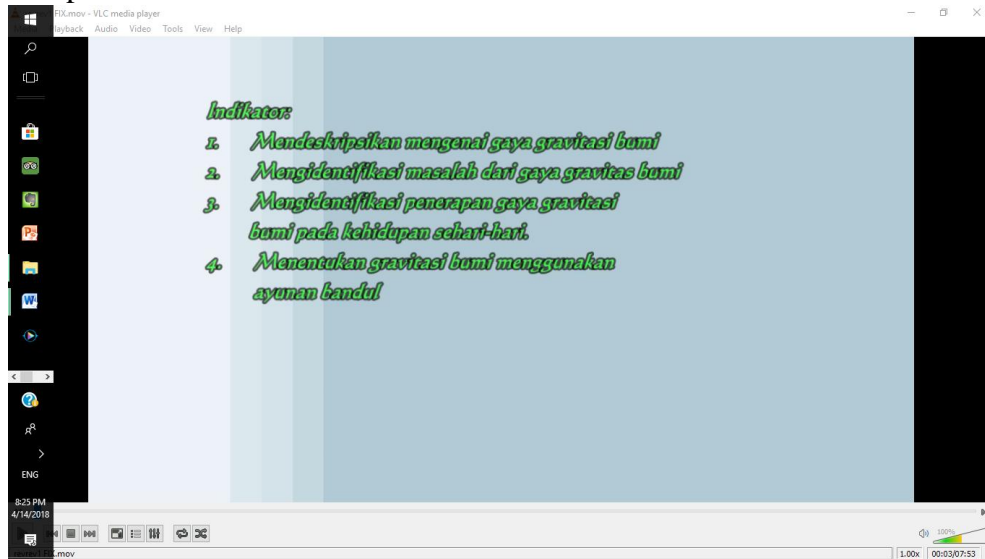 FIX.mov - VLC media player
Playback Audio Video Tools View Help
Indikator:
1. Mendeskripsikan mengenai gaya gravitasi bumi
2. Mengidentifikasi masalah dari gaya gravitas bumi
3. Mengidentifikasi penerapan gaya gravitasi
bumi pada kehidupan sehari-hari.
4. Menentukan gravitasi bumi menggunakan
ayunan bandul
ENG
8:25 PM
4/14/2018
100%
FIX.mov
1.00x 00:03/07:53